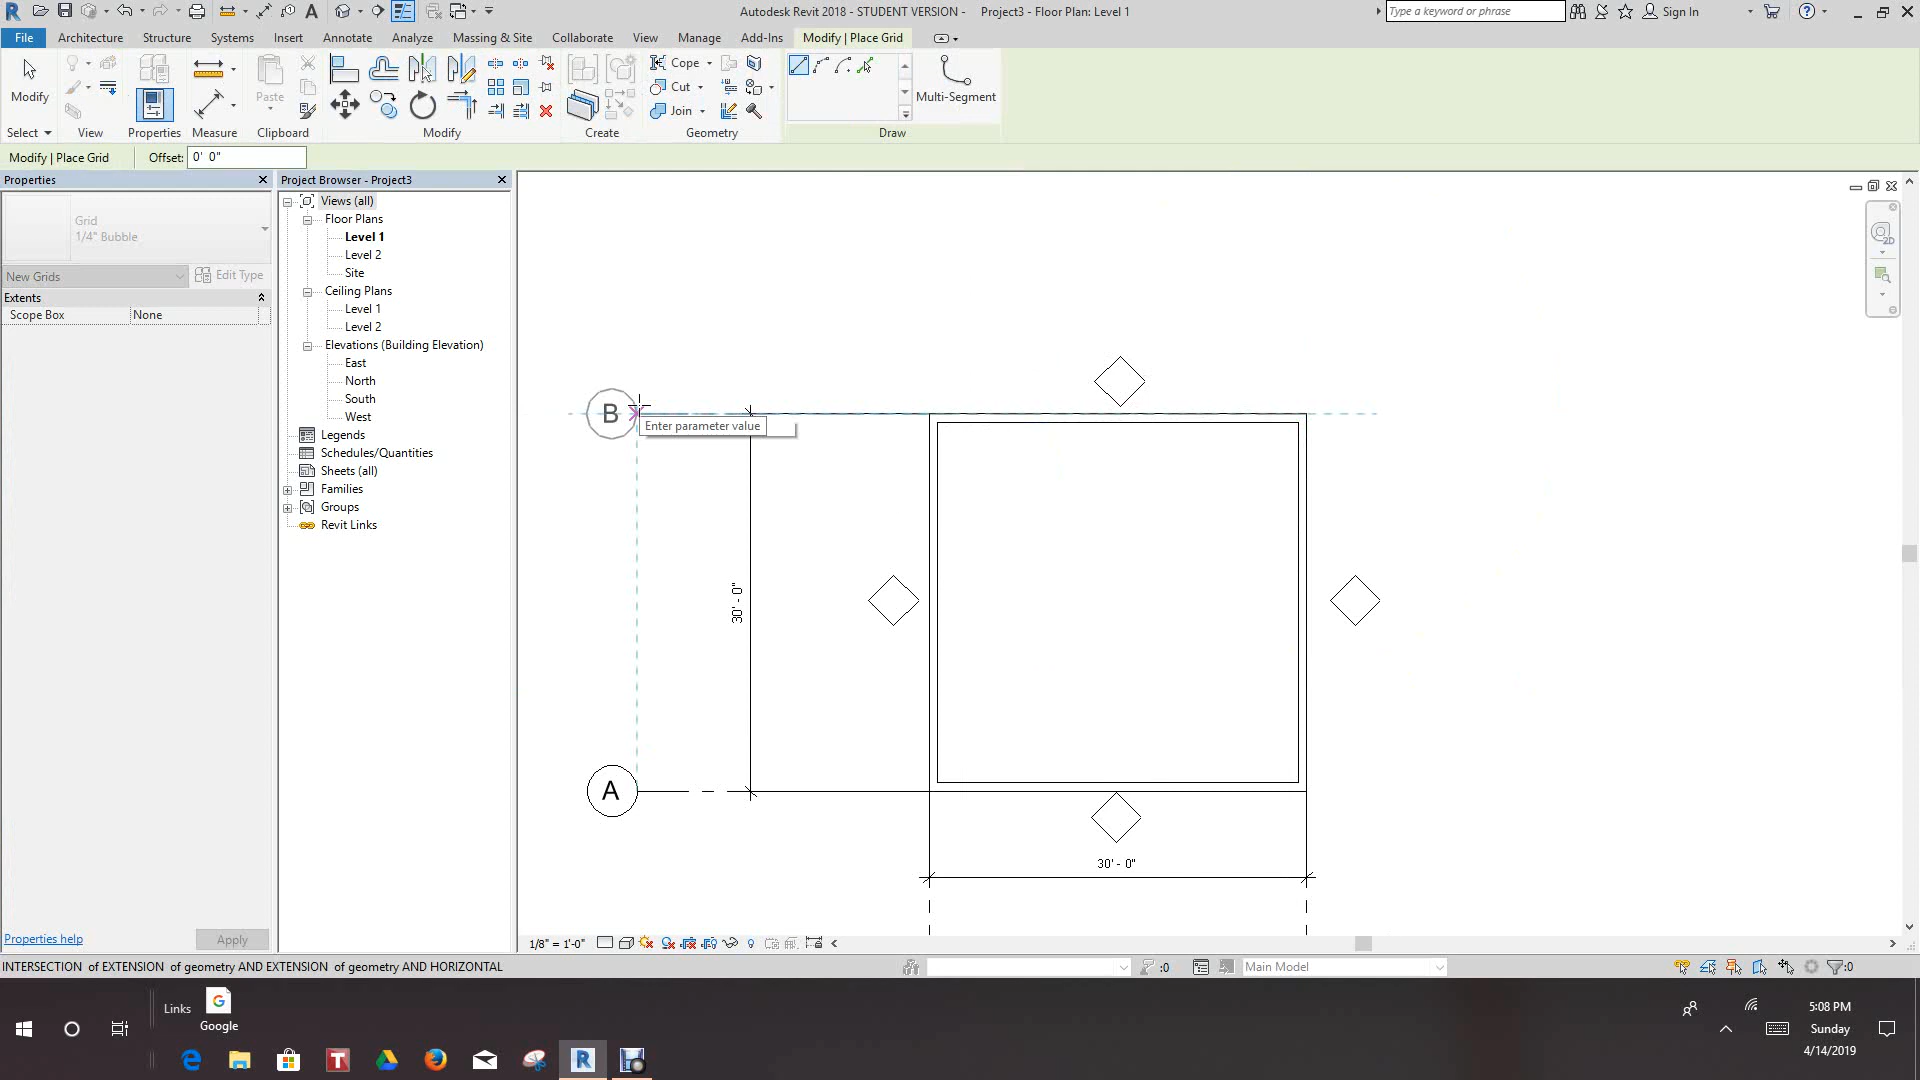 Autodesk Revit 2018 - STUDENT VERSION - Project3 - Floor Plan: Level 1
Type a keyword or phrase
Sign In
File Architecture Structure Systems Insert Annotate Analyze Massing & Site Collaborate View Manage Add-Ins Modify | Place Grid
Modify
Paste
Cope
Cut
Join
Multi-Segment
Select View Properties Measure Clipboard Modify Create Geometry Draw
Modify | Place Grid Offset: 0' 0"
Properties
Grid
1/4" Bubble
New Grids
Edit Type
Extents
Scope Box None
Properties help
Apply
Project Browser - Project3
Views (all)
Floor Plans
Level 1
Level 2
Site
Ceiling Plans
Level 1
Level 2
Elevations (Building Elevation)
East
North
South
West
Legends
Schedules/Quantities
Sheets (all)
Families
Groups
Revit Links
2D
B
Enter parameter value
30' - 0"
A
30' - 0"
1/8" = 1'-0"
INTERSECTION of EXTENSION of geometry AND EXTENSION of geometry AND HORIZONTAL
:0
Main Model
:0
Links
Google
5:08 PM
Sunday
4/14/2019